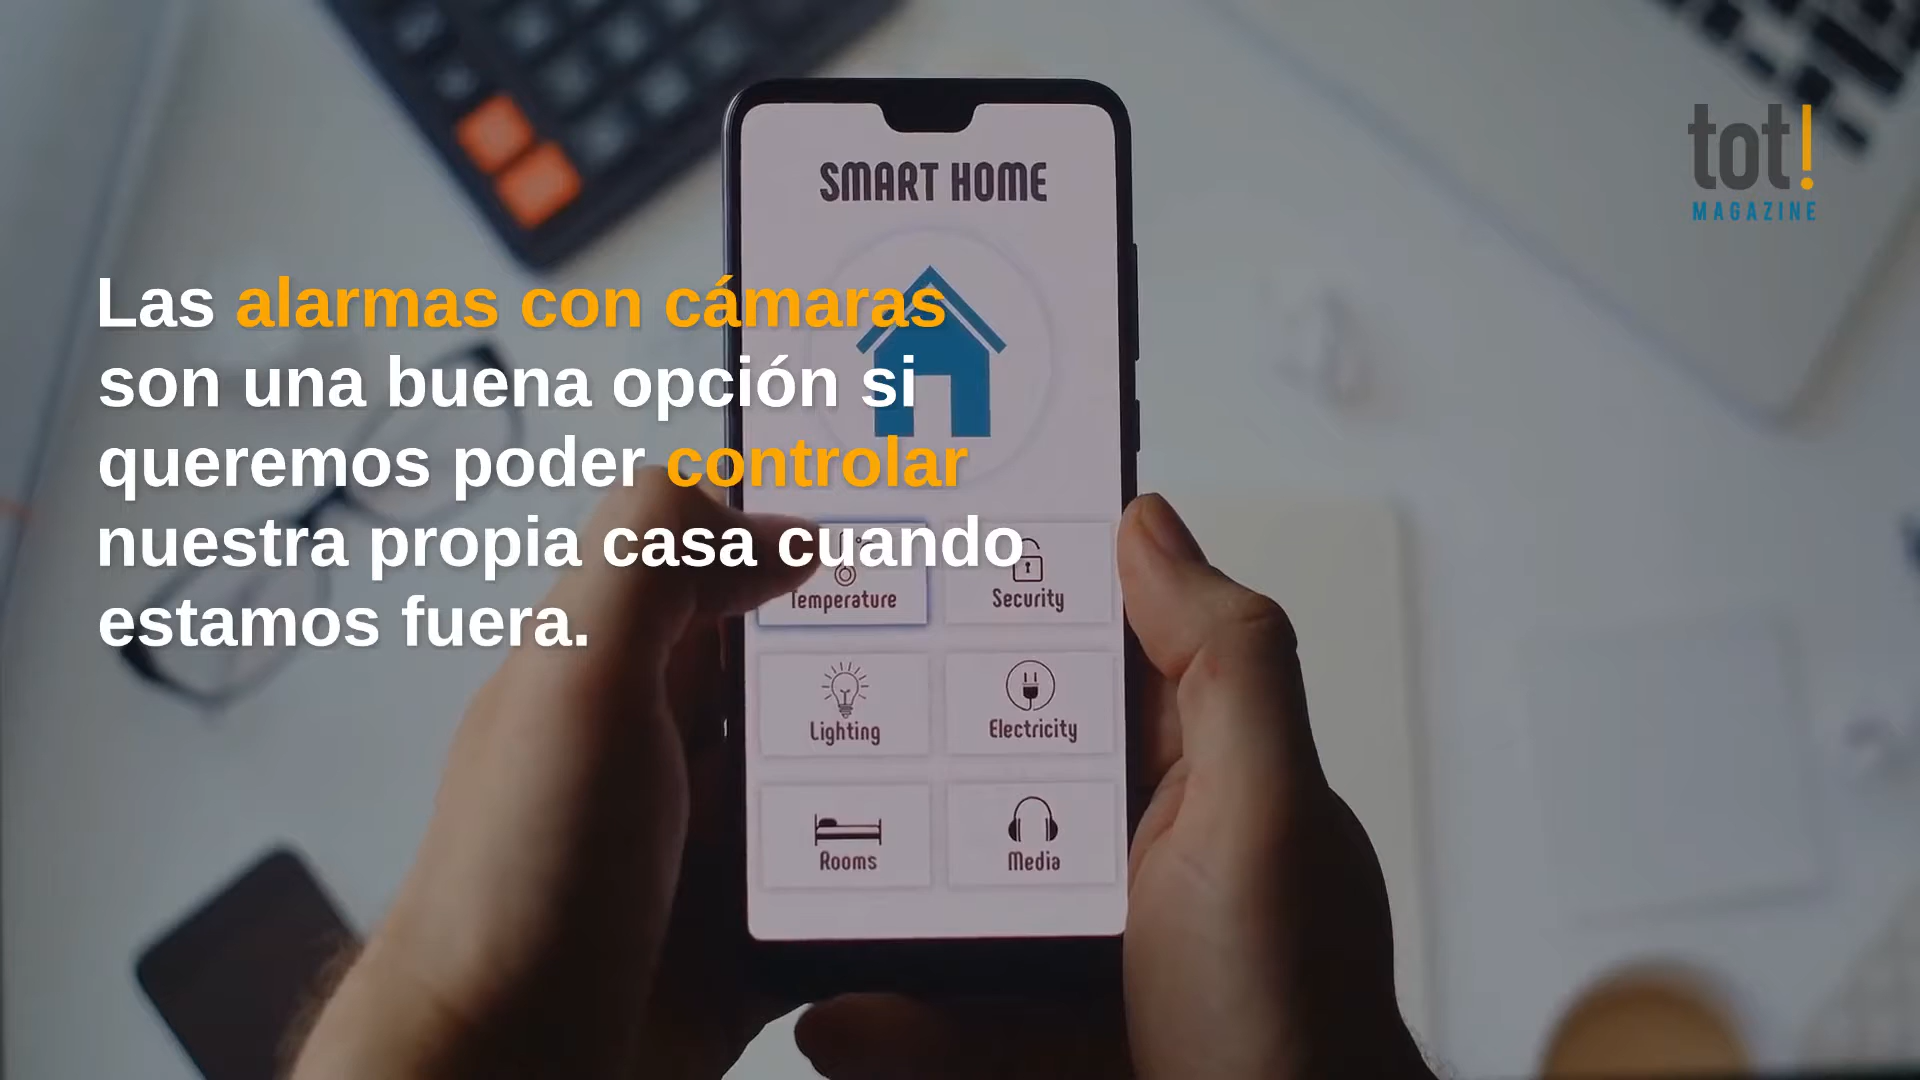 tot!
MAGAZINE
SMART HOME
Las alarmas con cámaras
son una buena opción si
queremos poder controlar
nuestra propia casa cuando
estamos fuera.
Temperature
Security
Lighting
Electricity
Rooms
Media